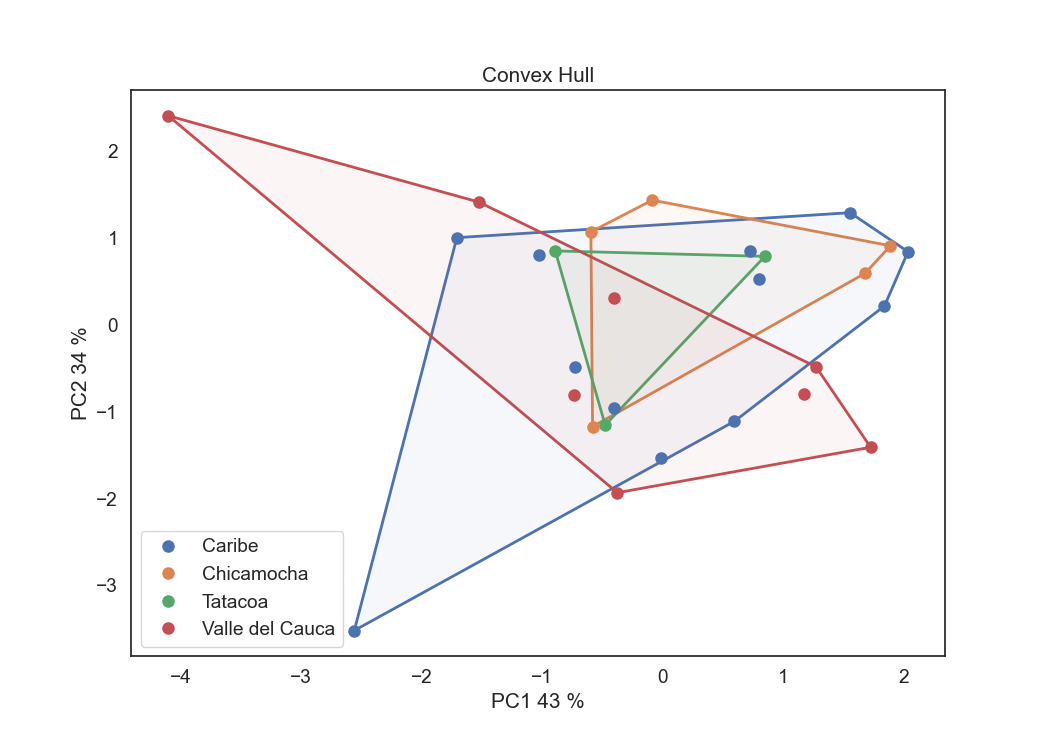 Convex Hull
2
1
0
−1
−2
−3
PC2 34 %
Caribe
Chicamocha
Tatacoa
Valle del Cauca
−4 −3 −2 −1 0 1 2
PC1 43 %